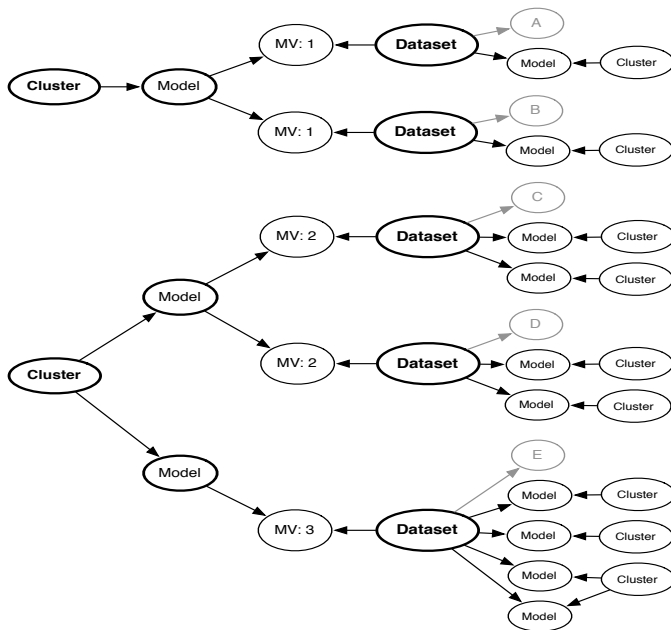 A
MV: 1
Dataset
Model
Cluster
Cluster
Model
B
MV: 1
Dataset
Model
Cluster
C
MV: 2
Dataset
Model
Cluster
Model
Cluster
Model
D
MV: 2
Dataset
Model
Cluster
Cluster
Model
Cluster
E
Model
Model
Cluster
MV: 3
Dataset
Model
Cluster
Model
Cluster
Model